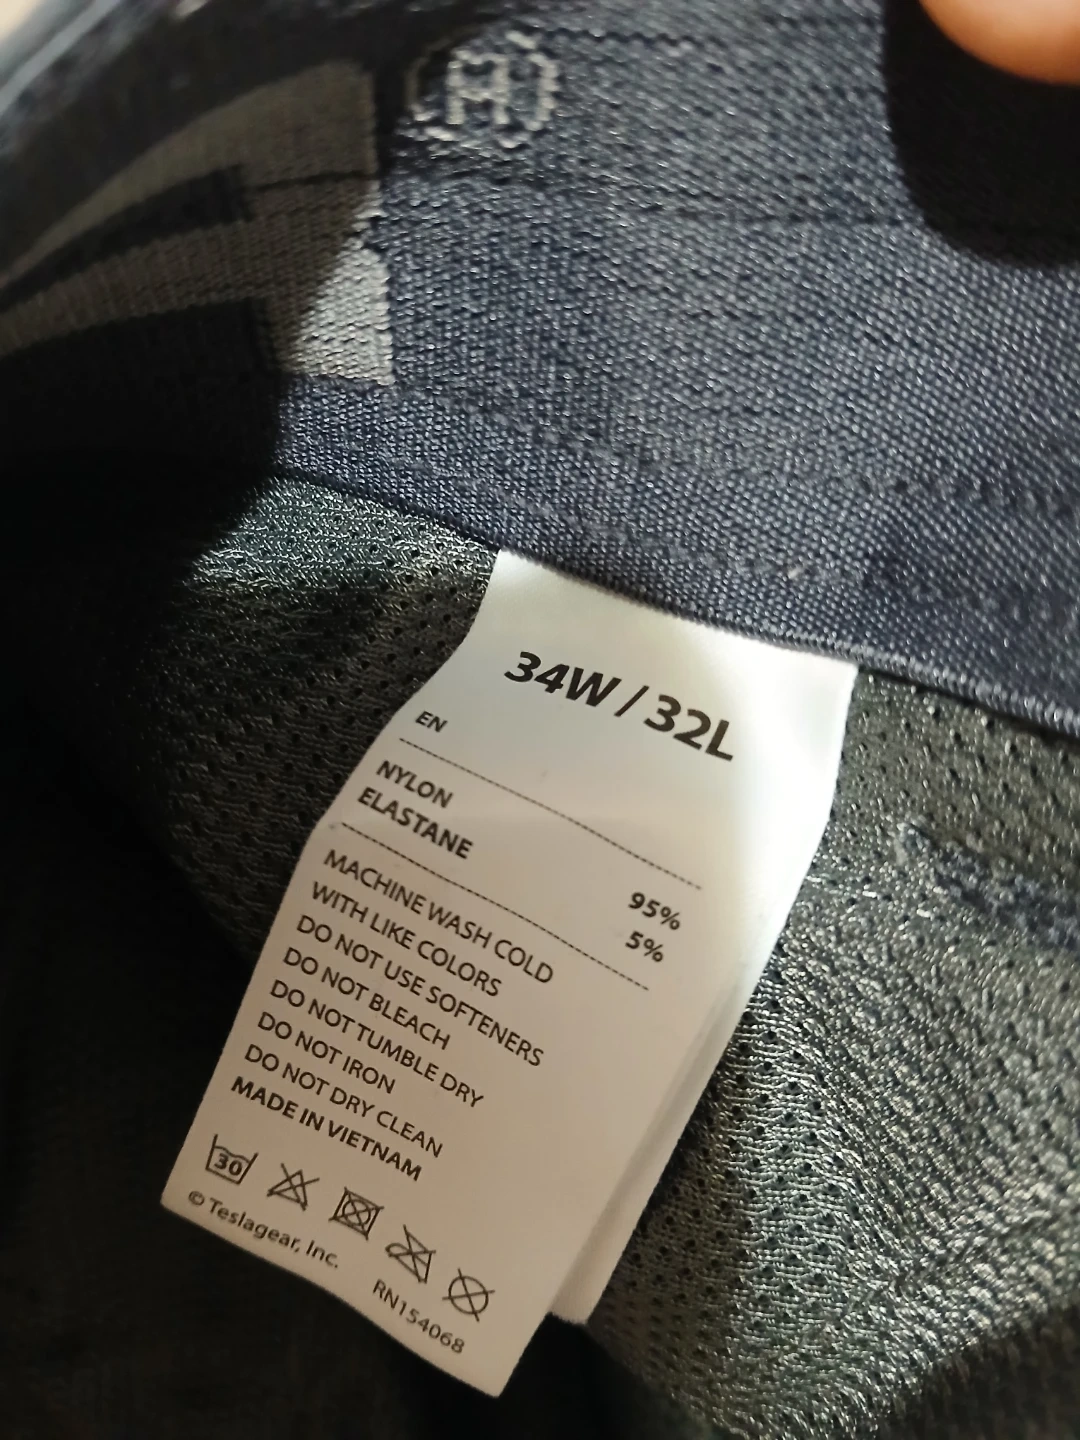 34W / 32L
EN
NYLON 95%
ELASTANE 5%
MACHINE WASH COLD
WITH LIKE COLORS
DO NOT USE SOFTENERS
DO NOT BLEACH
DO NOT TUMBLE DRY
DO NOT IRON
DO NOT DRY CLEAN
MADE IN VIETNAM
30
© Teslagear, Inc. RN154068